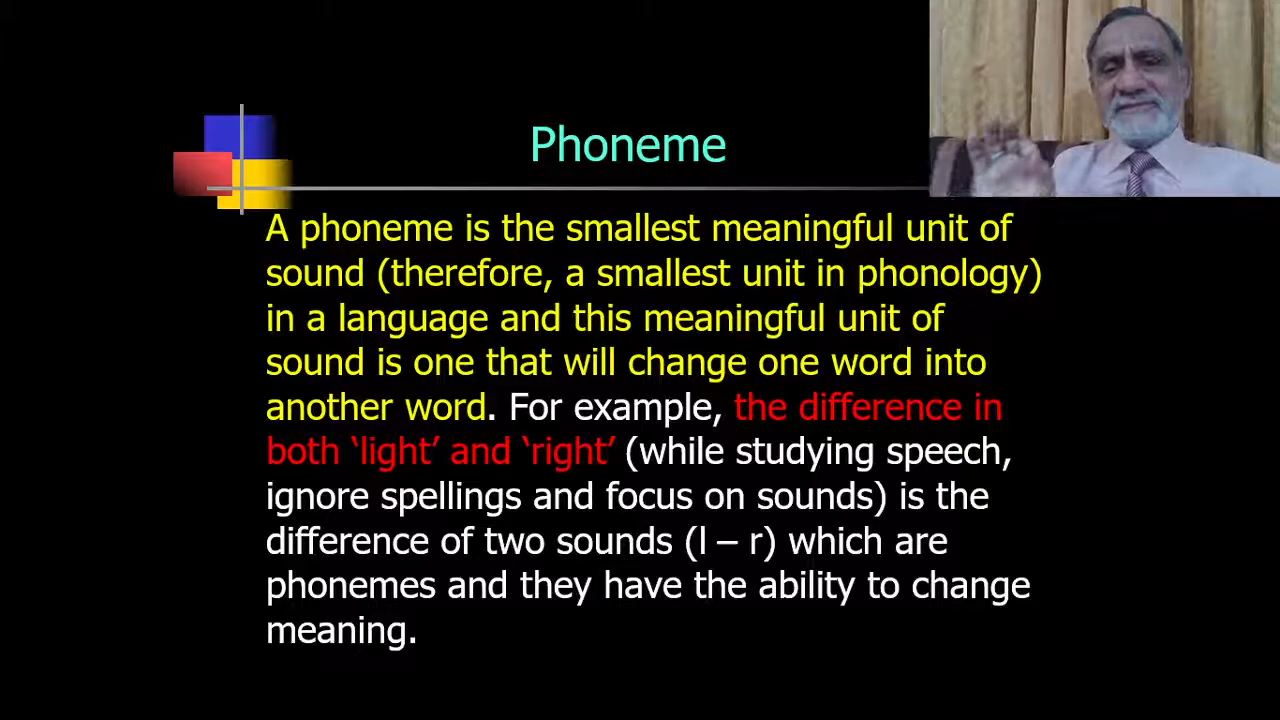 Phoneme
A phoneme is the smallest meaningful unit of
sound (therefore, a smallest unit in phonology)
in a language and this meaningful unit of
sound is one that will change one word into
another word. For example, the difference in
both ‘light’ and ‘right’ (while studying speech,
ignore spellings and focus on sounds) is the
difference of two sounds (l – r) which are
phonemes and they have the ability to change
meaning.